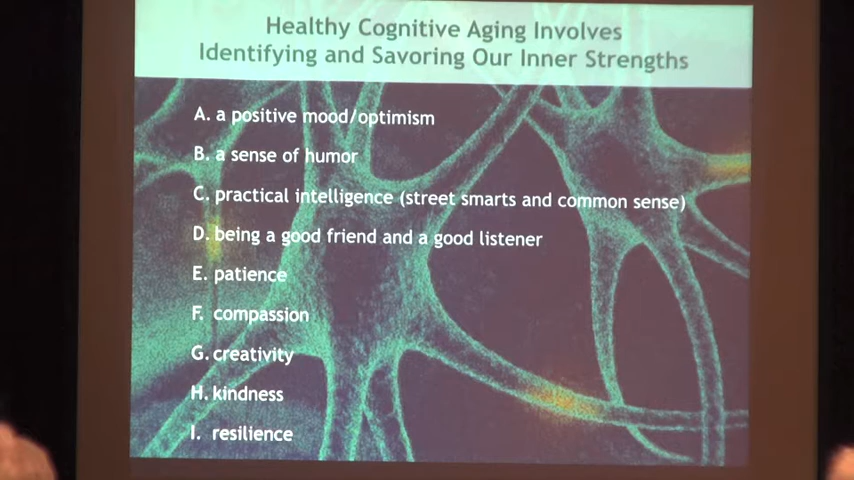 Healthy Cognitive Aging Involves
Identifying and Savoring Our Inner Strengths
A. a positive mood/optimism
B. a sense of humor
C. practical intelligence (street smarts and common sense)
D. being a good friend and a good listener
E. patience
F. compassion
G. creativity
H. kindness
I. resilience